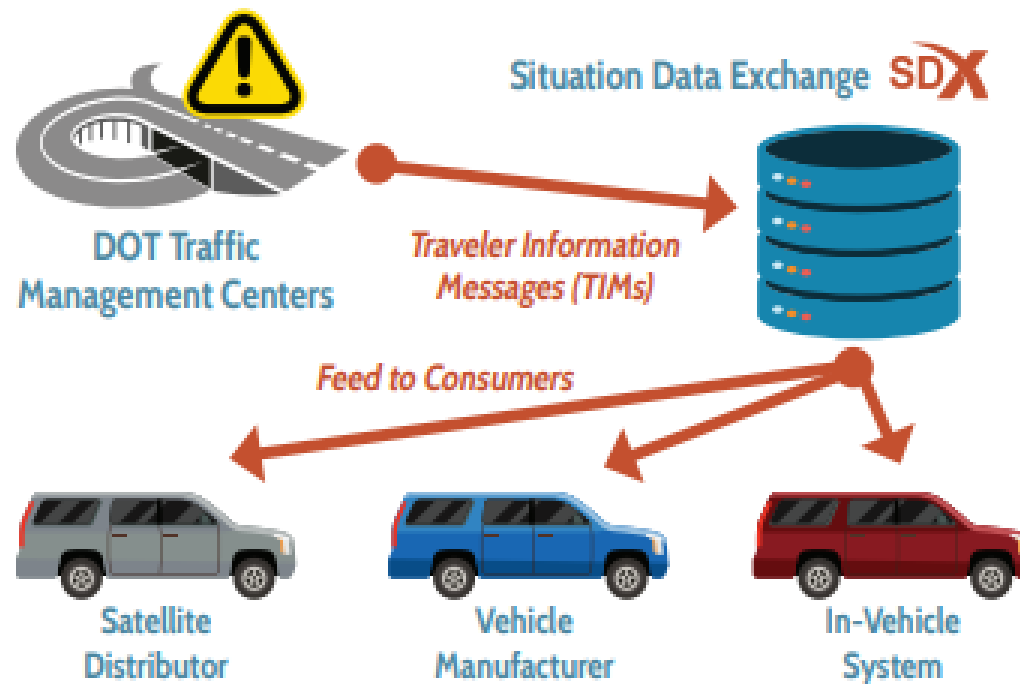 Situation Data Exchange SDX
DOT Traffic
Management Centers
Traveler Information
Messages (TIMs)
Feed to Consumers
Satellite
Distributor
Vehicle
Manufacturer
In-Vehicle
System